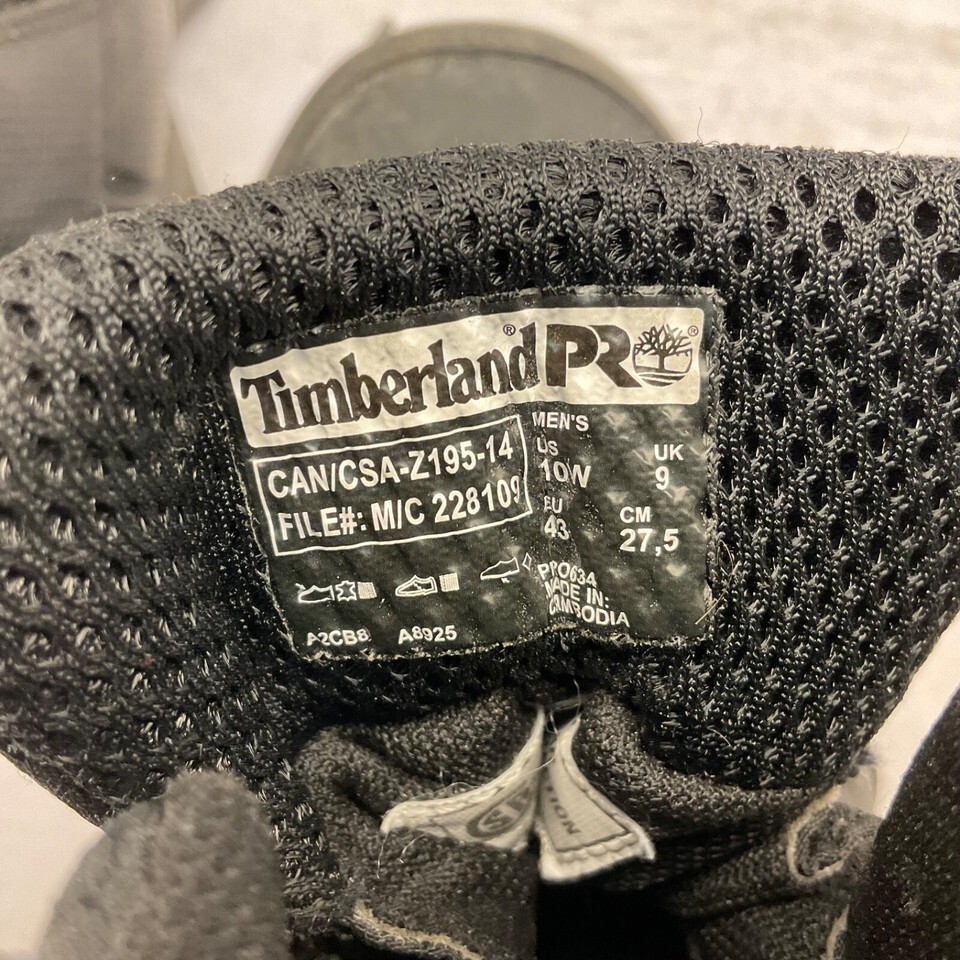 Timberland® PRO ®
CAN/CSA-Z195-14
FILE#: M/C 228109
MEN'S
US UK
10W 9
EU CM
43 27,5
PRO634
MADE IN:
CAMBODIA
A2CB8 A8925
TION